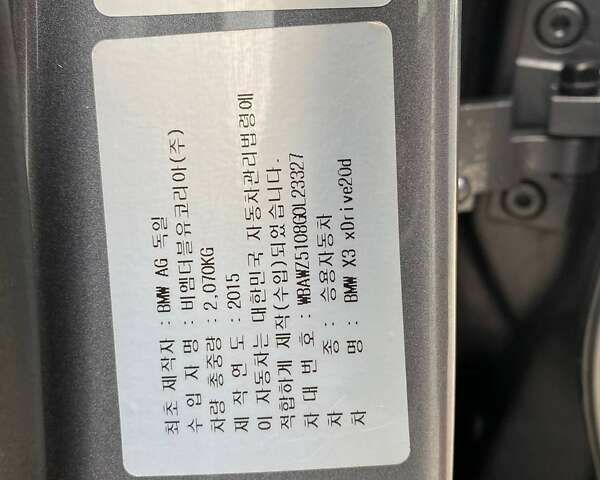 최초 제작자 : BMW AG 독일
수 입 자 명 : 비엠더블유코리아(주)
차량 총중량 : 2,070KG
제 작 연 도 : 2015
이 자동차는 대한민국 자동차관리법령에
적합하게 제작(수입)되었습니다.
차 대 번 호 : WBAWZ5108G0L23327
차 종 : 승용자동차
차 명 : BMW X3 xDrive20d